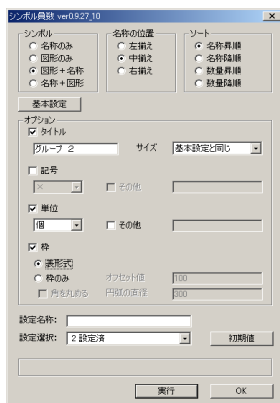 シンボル員数 ver0.9.27,10
シンボル
名称のみ
図形のみ
図形+名称
名称+図形
名称の位置
左揃え
中揃え
右揃え
ソート
名称昇順
名称降順
数量昇順
数量降順
基本設定
オプション
タイトル
グループ 2
サイズ
基本設定と同じ
記号
×
その他
単位
個
その他
枠
表形式
枠のみ
オフセット値
100
角を丸める
円弧の直径
300
設定名称:
設定選択:
2 設定済
初期値
実行
OK